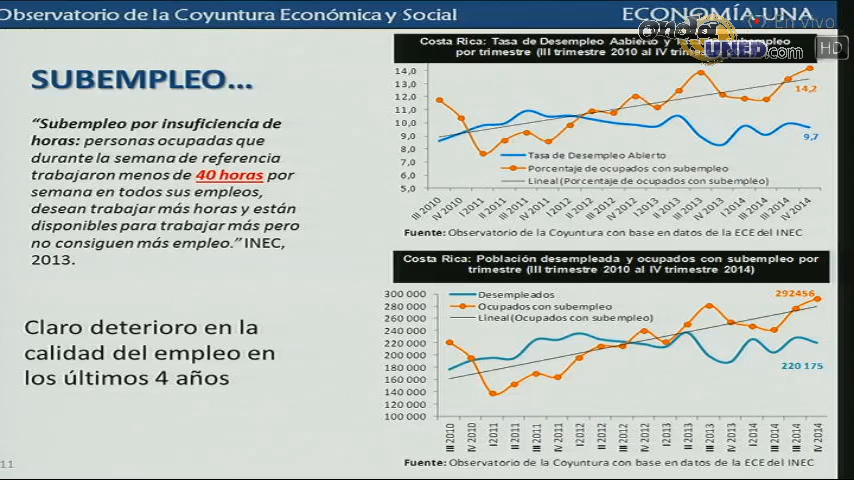 Observatorio de la Coyuntura Económica y Social
ECONOMÍA-UNA
En vivo
onda
UNED.com
HD
SUBEMPLEO...
“Subempleo por insuficiencia de
horas: personas ocupadas que
durante la semana de referencia
trabajaron menos de 40 horas por
semana en todos sus empleos,
desean trabajar más horas y están
disponibles para trabajar más pero
no consiguen más empleo.” INEC,
2013.
Claro deterioro en la
calidad del empleo en
los últimos 4 años
11
Costa Rica: Tasa de Desempleo Aabierto y subempleo
por trimestre (III trimestre 2010 al IV trimestre
14,0
13,0
12,0
11,0
10,0
9,0
8,0
7,0
6,0
5,0
14,2
9,7
Tasa de Desempleo Abierto
Porcentaje de ocupados con subempleo
Lineal (Porcentaje de ocupados con subempleo)
III 2010
IV 2010
I 2011
II 2011
III 2011
IV 2011
I 2012
II 2012
III 2012
IV 2012
I 2013
II 2013
III 2013
IV 2013
I 2014
II 2014
III 2014
IV 2014
Fuente: Observatorio de la Coyuntura con base en datos de la ECE del INEC
Costa Rica: Población desempleada y ocupados con subempleo por
trimestre (III trimestre 2010 al IV trimestre 2014)
300 000
280 000
260 000
240 000
220 000
200 000
180 000
160 000
140 000
120 000
100 000
Desempleados
Ocupados con subempleo
Lineal (Ocupados con subempleo)
292456
220 175
III 2010
IV 2010
I 2011
II 2011
III 2011
IV 2011
I 2012
II 2012
III 2012
IV 2012
I 2013
II 2013
III 2013
IV 2013
I 2014
II 2014
III 2014
IV 2014
Fuente: Observatorio de la Coyuntura con base en datos de la ECE del INEC